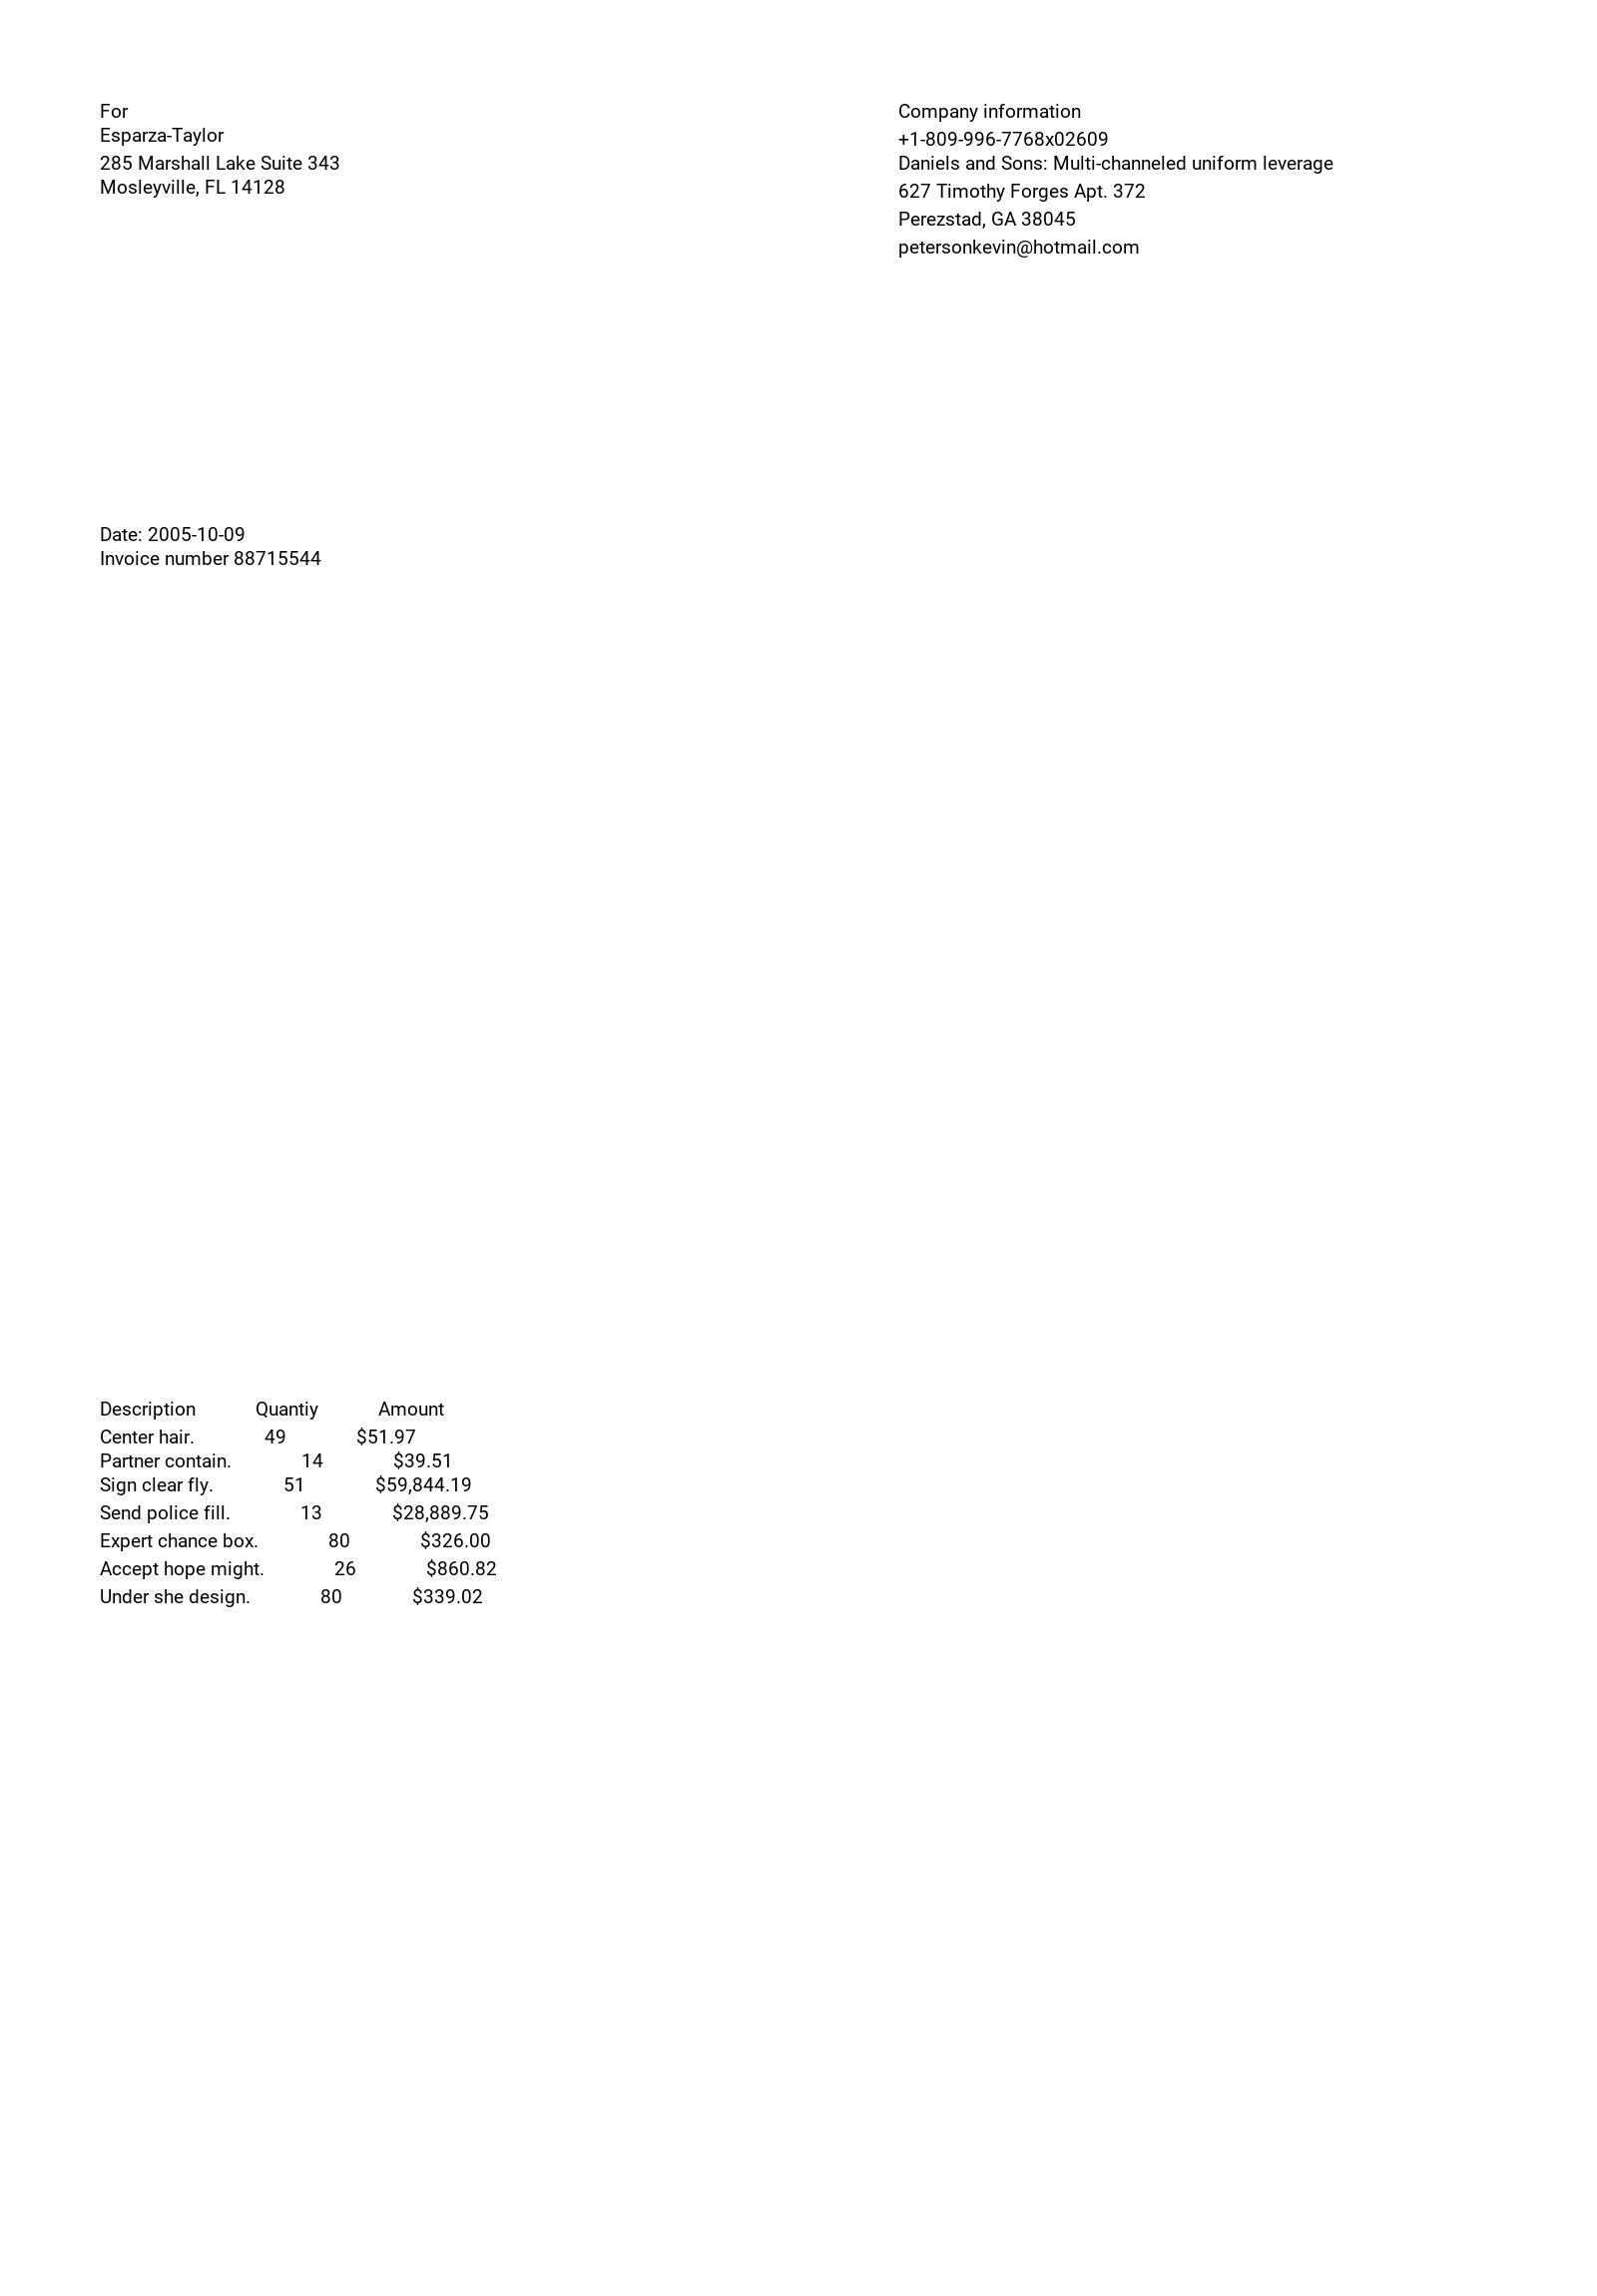 For
Esparza-Taylor
285 Marshall Lake Suite 343
Mosleyville, FL 14128
Company information
+1-809-996-7768x02609
Daniels and Sons: Multi-channeled uniform leverage
627 Timothy Forges Apt. 372
Perezstad, GA 38045
petersonkevin@hotmail.com
Date: 2005-10-09
Invoice number 88715544
Description Quantiy Amount
Center hair. 49 $51.97
Partner contain. 14 $39.51
Sign clear fly. 51 $59,844.19
Send police fill. 13 $28,889.75
Expert chance box. 80 $326.00
Accept hope might. 26 $860.82
Under she design. 80 $339.02